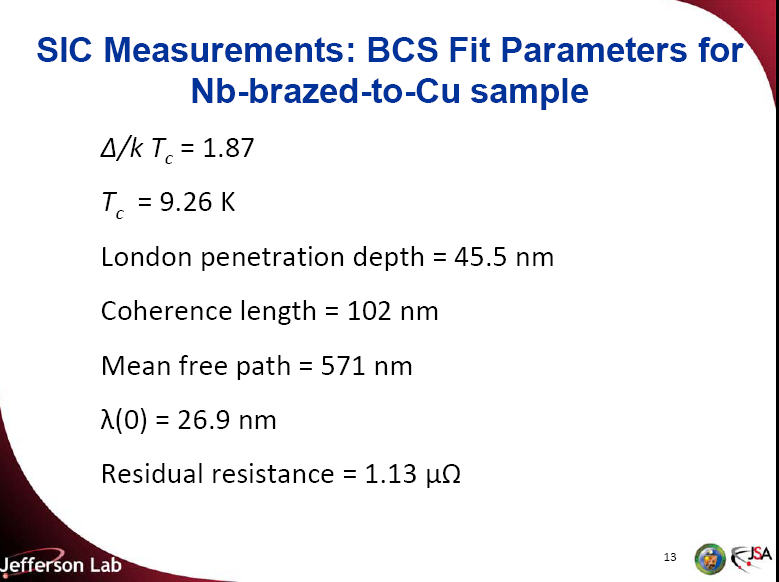 SIC Measurements: BCS Fit Parameters for
Nb-brazed-to-Cu sample
Δ/k Tc = 1.87
Tc = 9.26 K
London penetration depth = 45.5 nm
Coherence length = 102 nm
Mean free path = 571 nm
λ(0) = 26.9 nm
Residual resistance = 1.13 μΩ
Jefferson Lab
13
JSA